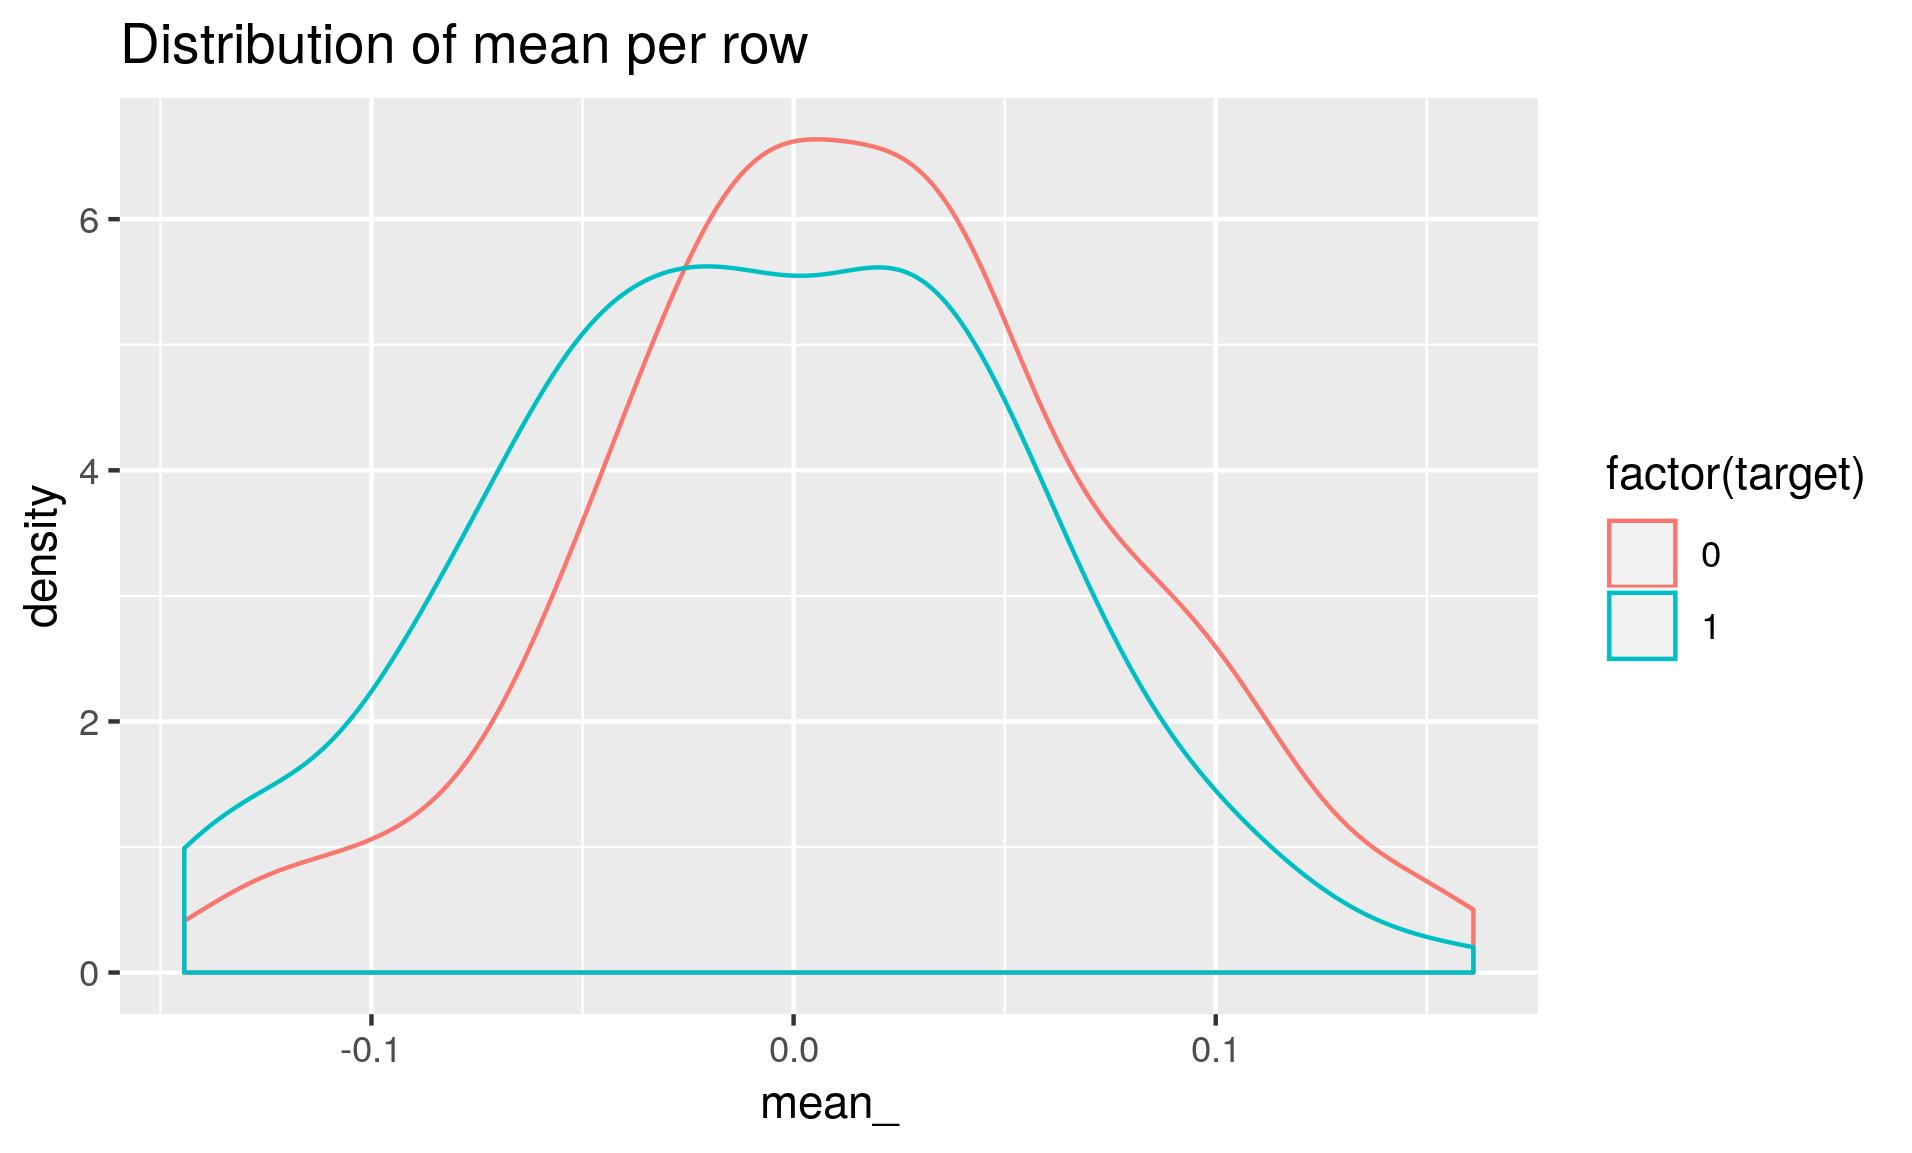 Distribution of mean per row
6
4
2
0
density
-0.1
0.0
0.1
mean_
factor(target)
0
1